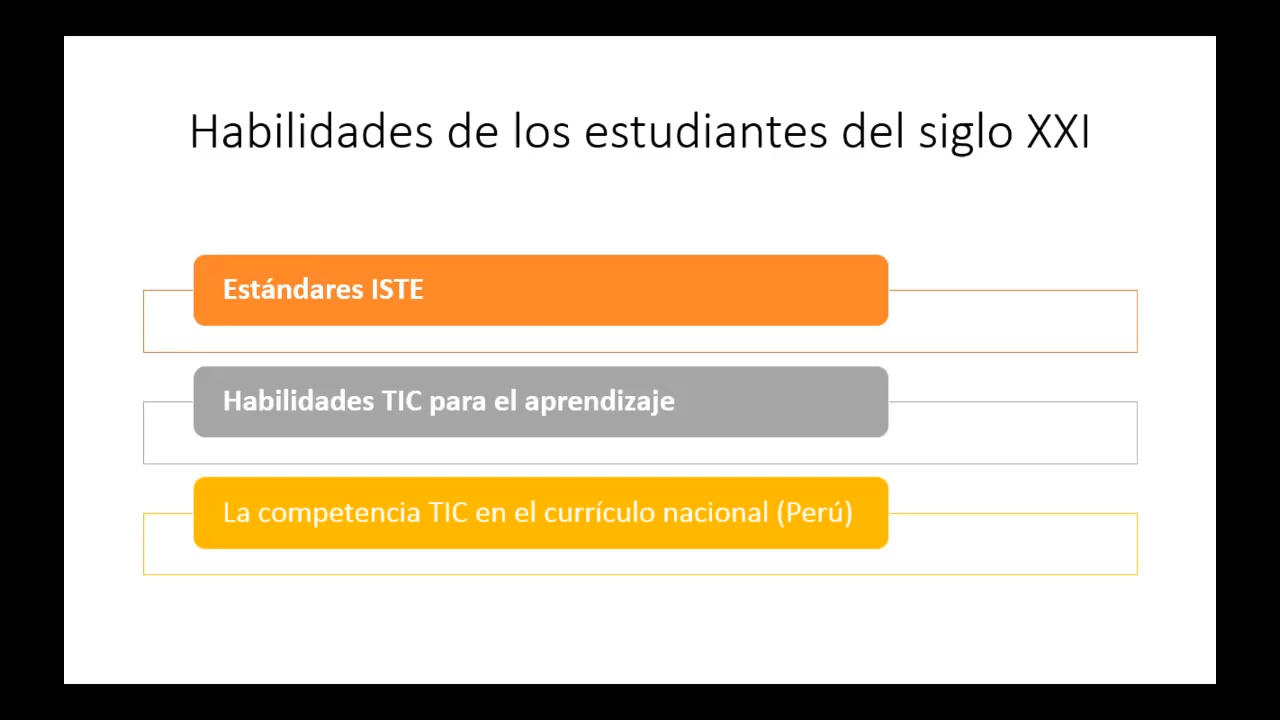 Habilidades de los estudiantes del siglo XXI
Estándares ISTE
Habilidades TIC para el aprendizaje
La competencia TIC en el currículo nacional (Perú)